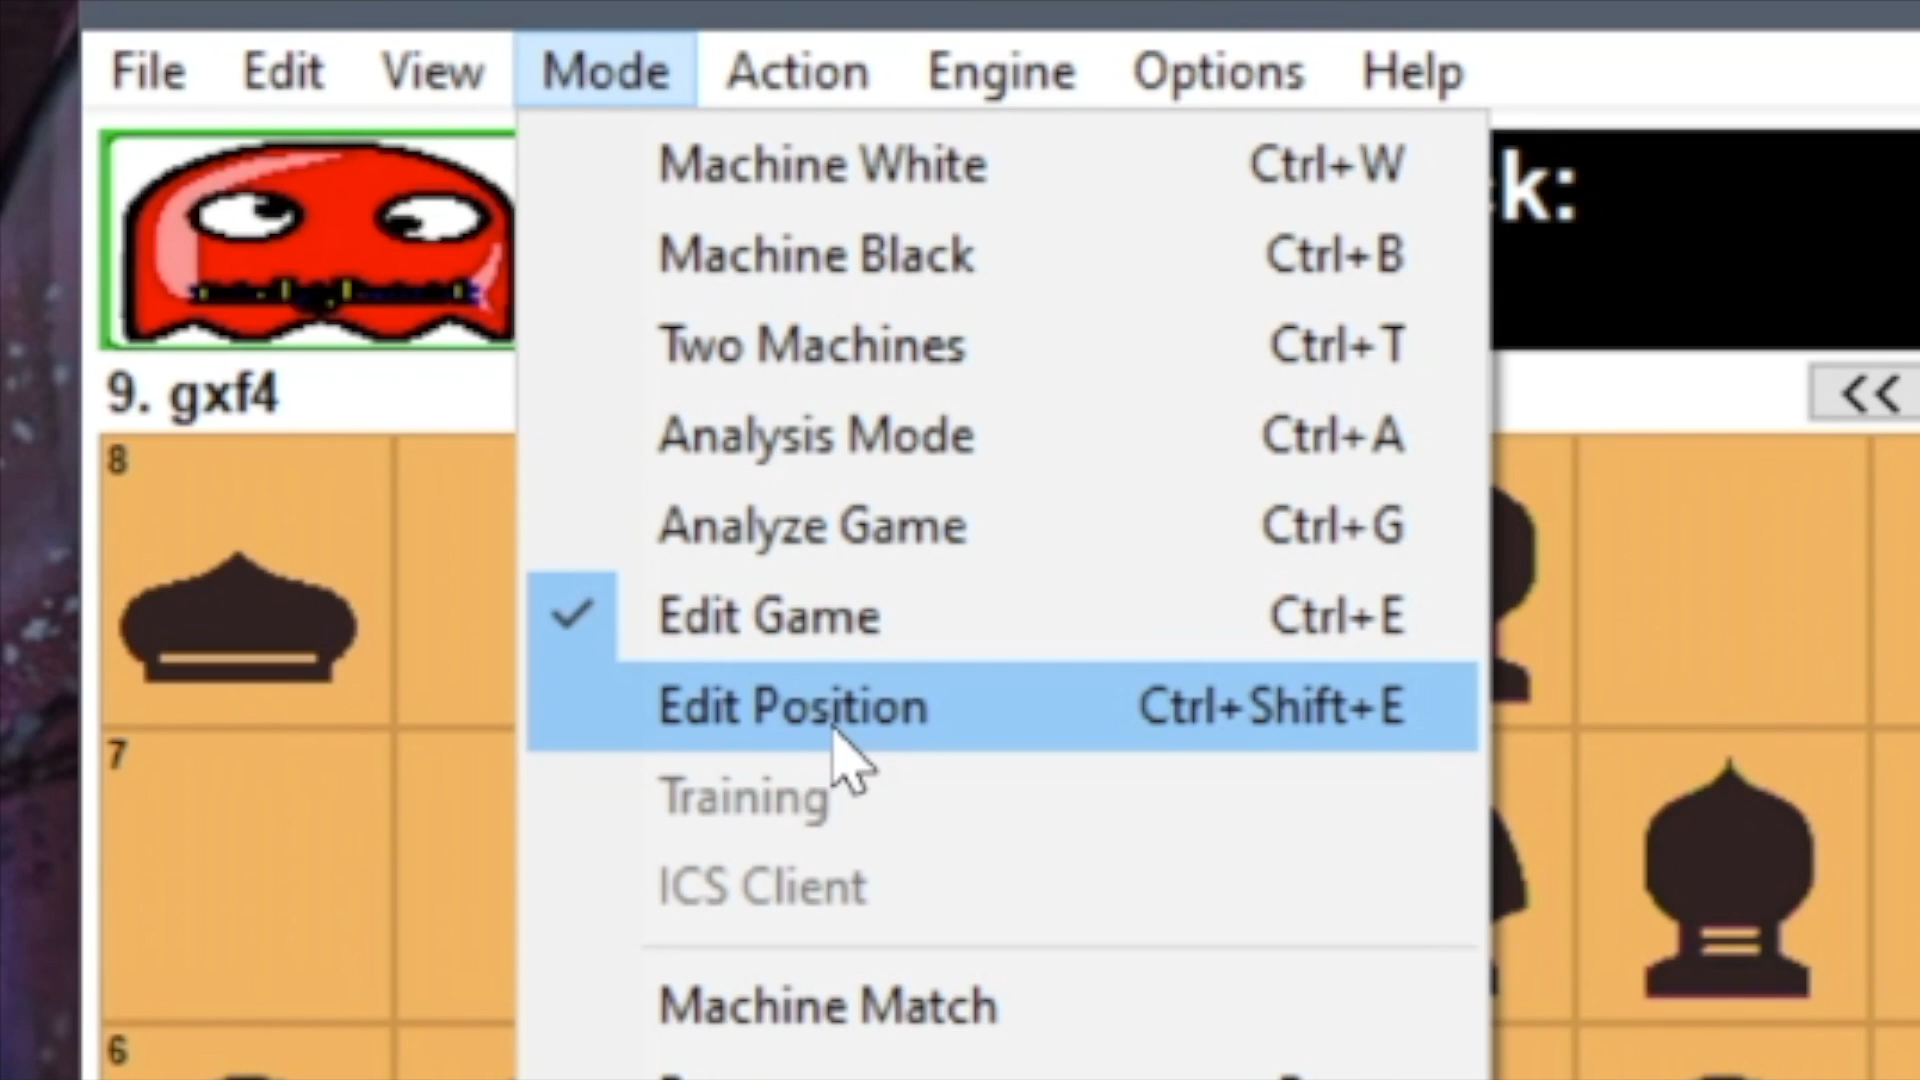 File Edit View Mode Action Engine Options Help
Machine White Ctrl+W
Machine Black Ctrl+B
Two Machines Ctrl+T
Analysis Mode Ctrl+A
Analyze Game Ctrl+G
Edit Game Ctrl+E
Edit Position Ctrl+Shift+E
Training
ICS Client
Machine Match
k:
9. gxf4
<<
8
7
6